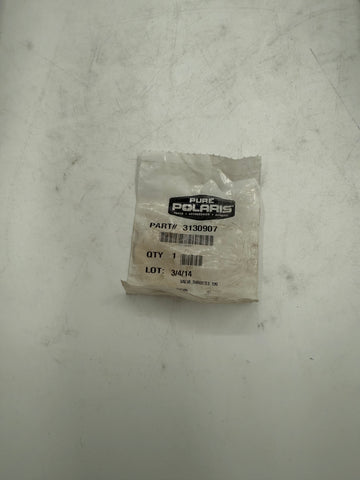 PURE
POLARIS
PART# 3130907
QTY 1
LOT: 3/4/14